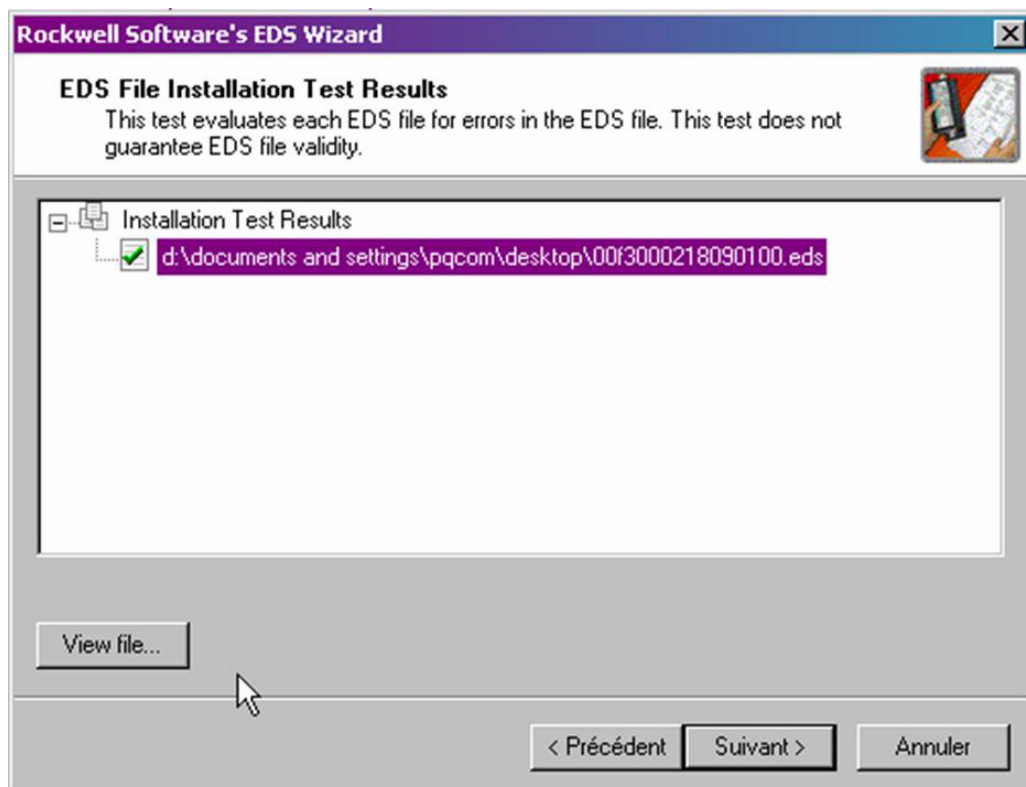 Rockwell Software's EDS Wizard
EDS File Installation Test Results
This test evaluates each EDS file for errors in the EDS file. This test does not
guarantee EDS file validity.
Installation Test Results
d:\documents and settings\pqcom\desktop\00f3000218090100.eds
View file...
< Précédent
Suivant >
Annuler